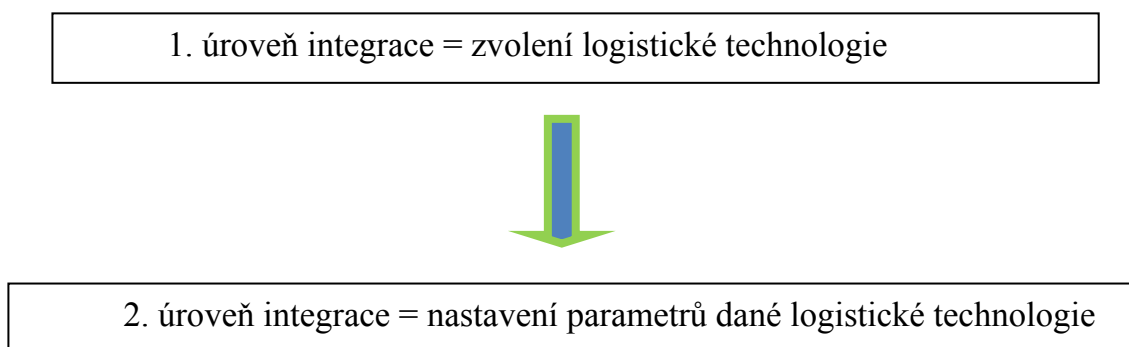 1. úroveň integrace = zvolení logistické technologie
2. úroveň integrace = nastavení parametrů dané logistické technologie